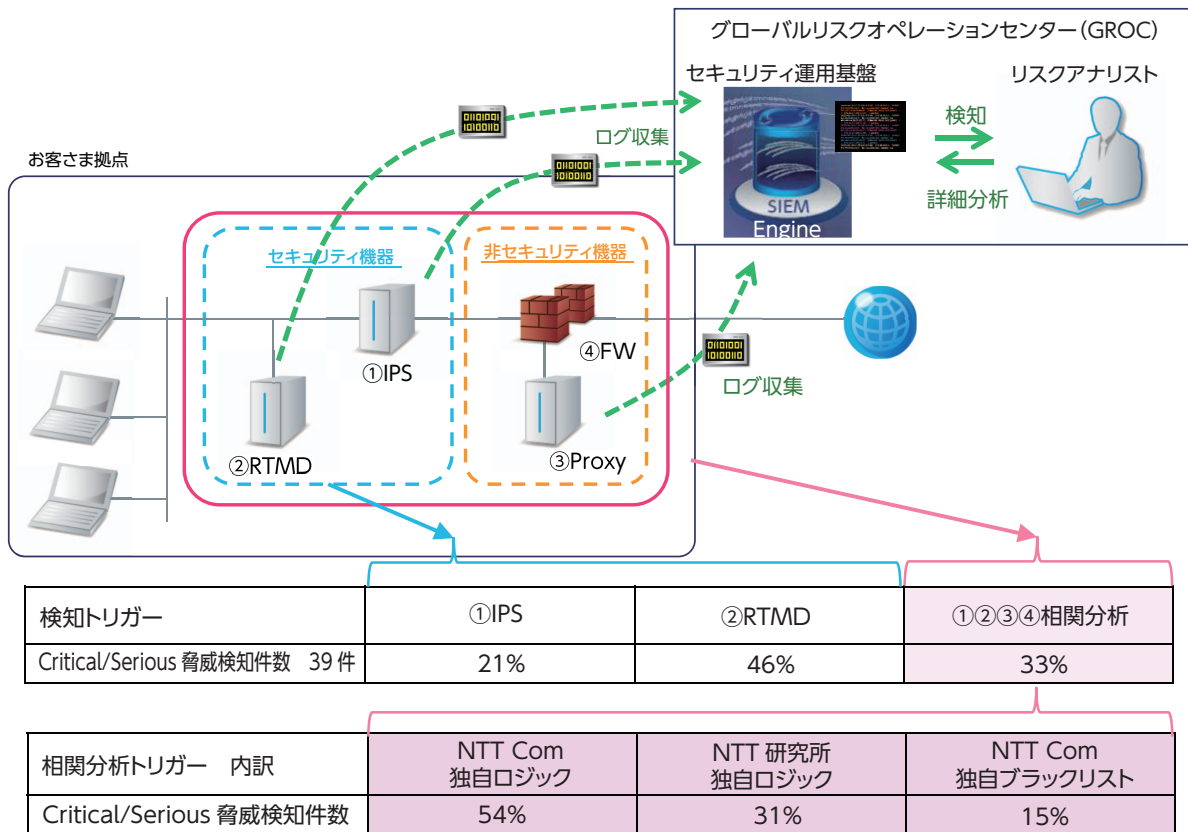 グローバルリスクオペレーションセンター(GROC)
セキュリティ運用基盤
リスクアナリスト
01101001
10100110
ログ収集
01101001
10100110
検知
詳細分析
SIEM
Engine
お客さま拠点
セキュリティ機器
非セキュリティ機器
①IPS
④FW
②RTMD
③Proxy
01101001
10100110
ログ収集
検知トリガー
①IPS
②RTMD
①②③④相関分析
Critical/Serious 脅威検知件数 39 件
21%
46%
33%
相関分析トリガー 内訳
NTT Com
独自ロジック
NTT 研究所
独自ロジック
NTT Com
独自ブラックリスト
Critical/Serious 脅威検知件数
54%
31%
15%